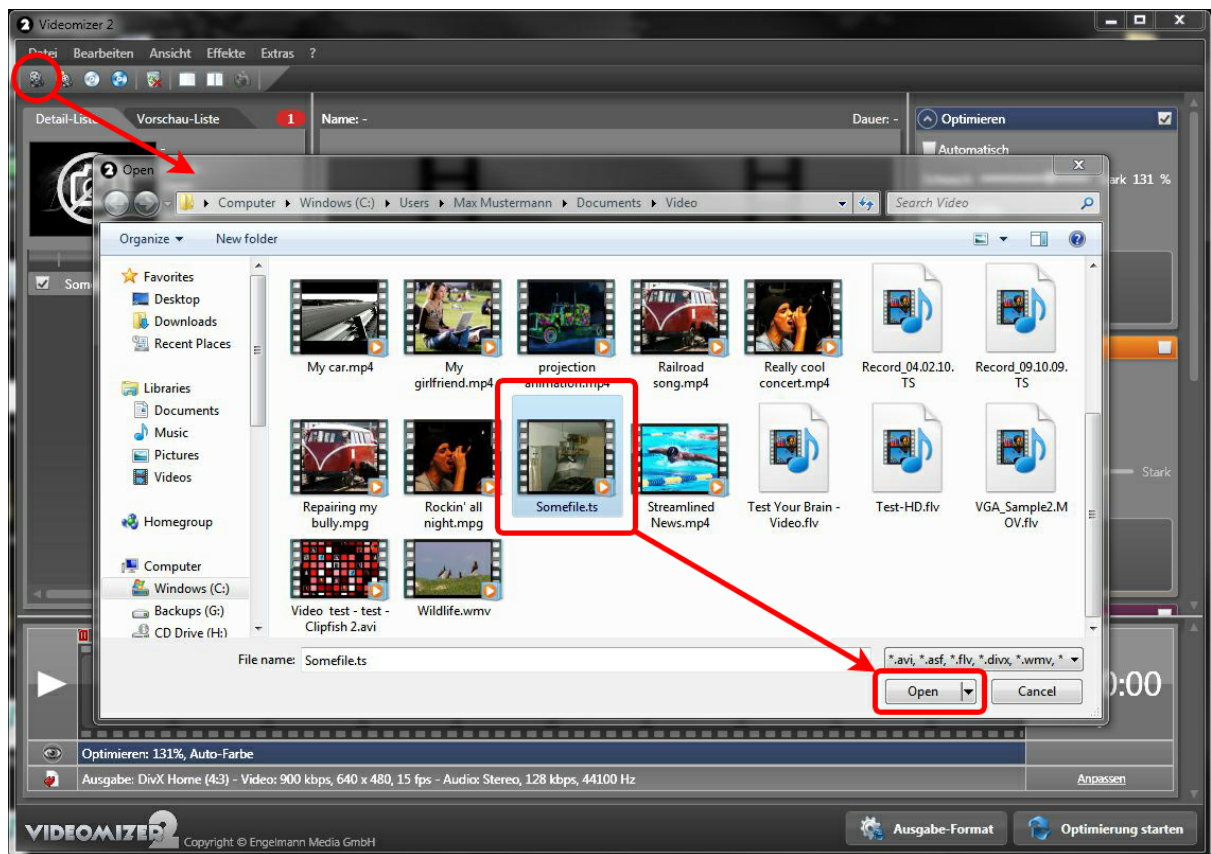 Videomizer 2
Datei Bearbeiten Ansicht Effekte Extras ?
Detail-Liste Vorschau-Liste 1 Name: - Dauer: - Optimieren
Automatisch
Open
ark 131 %
Computer Windows (C:) Users Max Mustermann Documents Video Search Video
Organize New folder
Favorites
Desktop
Downloads
Recent Places
Libraries
Documents
Music
Pictures
Videos
Homegroup
Computer
Windows (C:)
Backups (G:)
CD Drive (H:)
Som
My car.mp4
My
girlfriend.mp4
projection
animation.mp4
Railroad
song.mp4
Really cool
concert.mp4
Record_04.02.10.
TS
Record_09.10.09.
TS
Repairing my
bully.mpg
Rockin' all
night.mpg
Somefile.ts
Streamlined
News.mp4
Test Your Brain -
Video.flv
Test-HD.flv
VGA_Sample2.M
OV.flv
Stark
Video test - test -
Clipfish 2.avi
Wildlife.wmv
File name: Somefile.ts *.avi, *.asf, *.flv, *.divx, *.wmv, *
Open Cancel
0:00
Optimieren: 131%, Auto-Farbe
Ausgabe: DivX Home (4:3) - Video: 900 kbps, 640 x 480, 15 fps - Audio: Stereo, 128 kbps, 44100 Hz Anpassen
VIDEOMIZER 2 Copyright © Engelmann Media GmbH Ausgabe-Format Optimierung starten